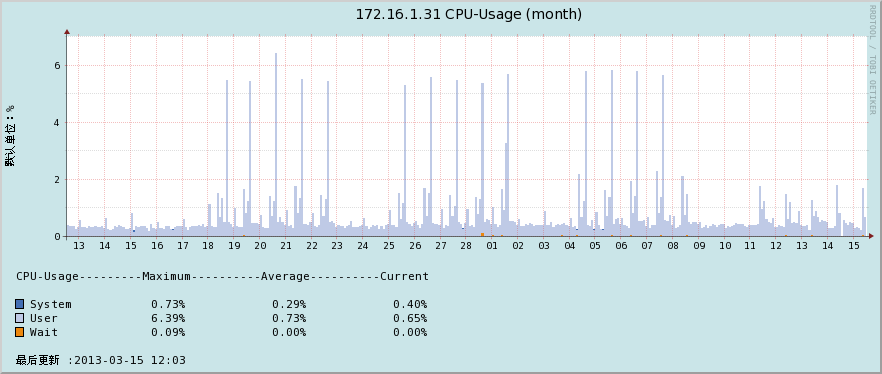 172.16.1.31 CPU-Usage (month)
RRDTOOL / TOBI OETIKER
默认单位：%
6
4
2
0
13 14 15 16 17 18 19 20 21 22 23 24 25 26 27 28 01 02 03 04 05 06 07 08 09 10 11 12 13 14 15
CPU-Usage---------Maximum----------Average----------Current
System 0.73% 0.29% 0.40%
User 6.39% 0.73% 0.65%
Wait 0.09% 0.00% 0.00%
最后更新 :2013-03-15 12:03